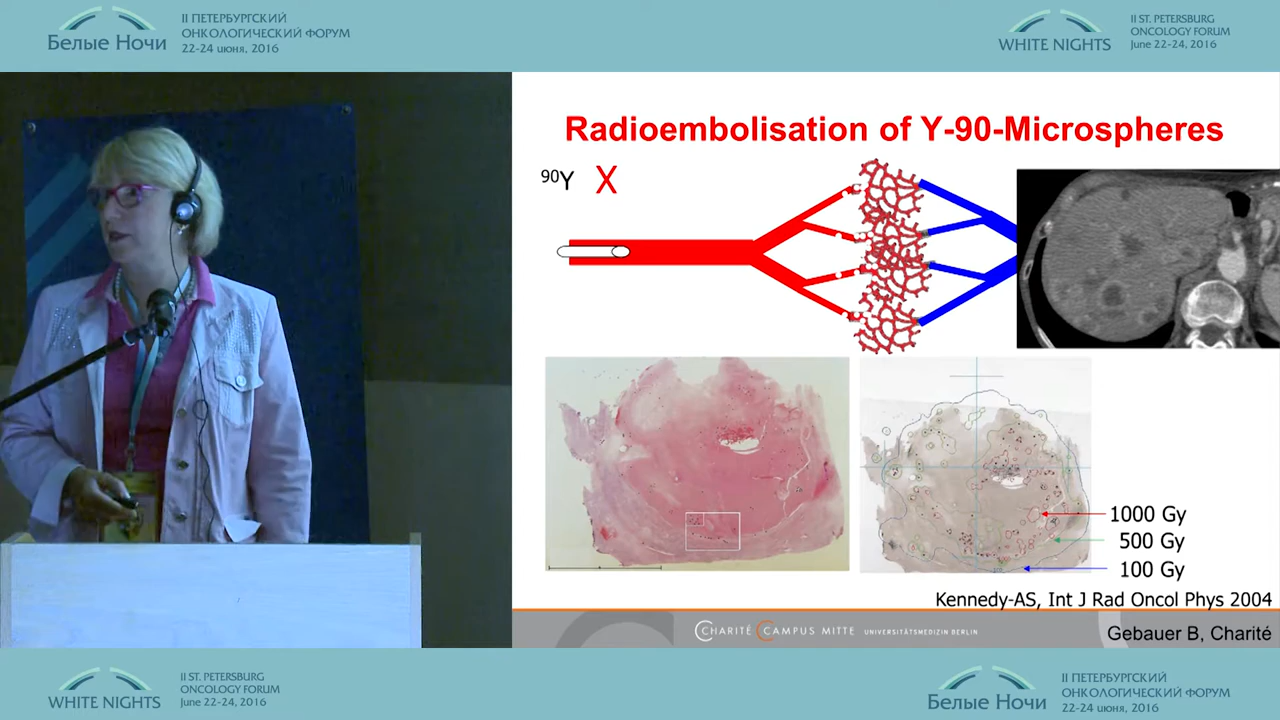 Белые Ночи
II ПЕТЕРБУРГСКИЙ
ОНКОЛОГИЧЕСКИЙ ФОРУМ
22-24 июня, 2016
WHITE NIGHTS
II ST. PETERSBURG
ONCOLOGY FORUM
June 22-24, 2016
Radioembolisation of Y-90-Microspheres
90Y X
1000 Gy
500 Gy
100 Gy
Kennedy-AS, Int J Rad Oncol Phys 2004
CHARITÉ CAMPUS MITTE UNIVERSITÄTSMEDIZIN BERLIN
Gebauer B, Charité
WHITE NIGHTS
II ST. PETERSBURG
ONCOLOGY FORUM
June 22-24, 2016
Белые Ночи
II ПЕТЕРБУРГСКИЙ
ОНКОЛОГИЧЕСКИЙ ФОРУМ
22-24 июня, 2016